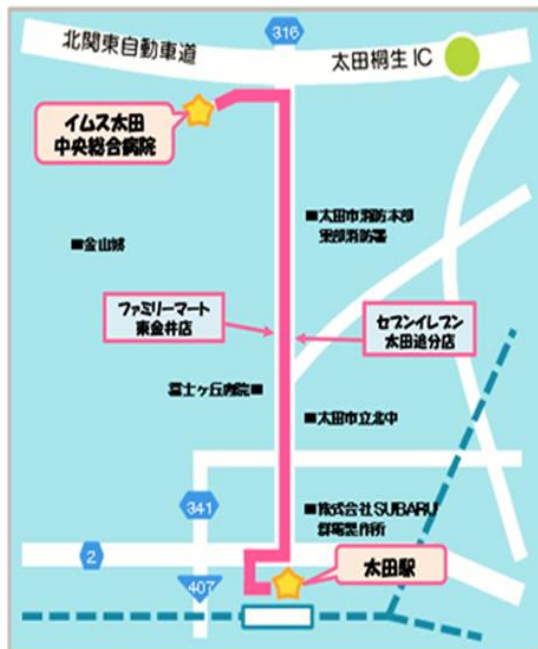 316
北関東自動車道
太田桐生IC
イムス太田
中央総合病院
■太田市消防本部
東部消防署
■金山城
ファミリーマート
東金井店
セブンイレブン
太田追分店
富士ヶ丘内院■
■太田市立北中
341
■株式会社SUBARU
群馬製作所
2
407
太田駅